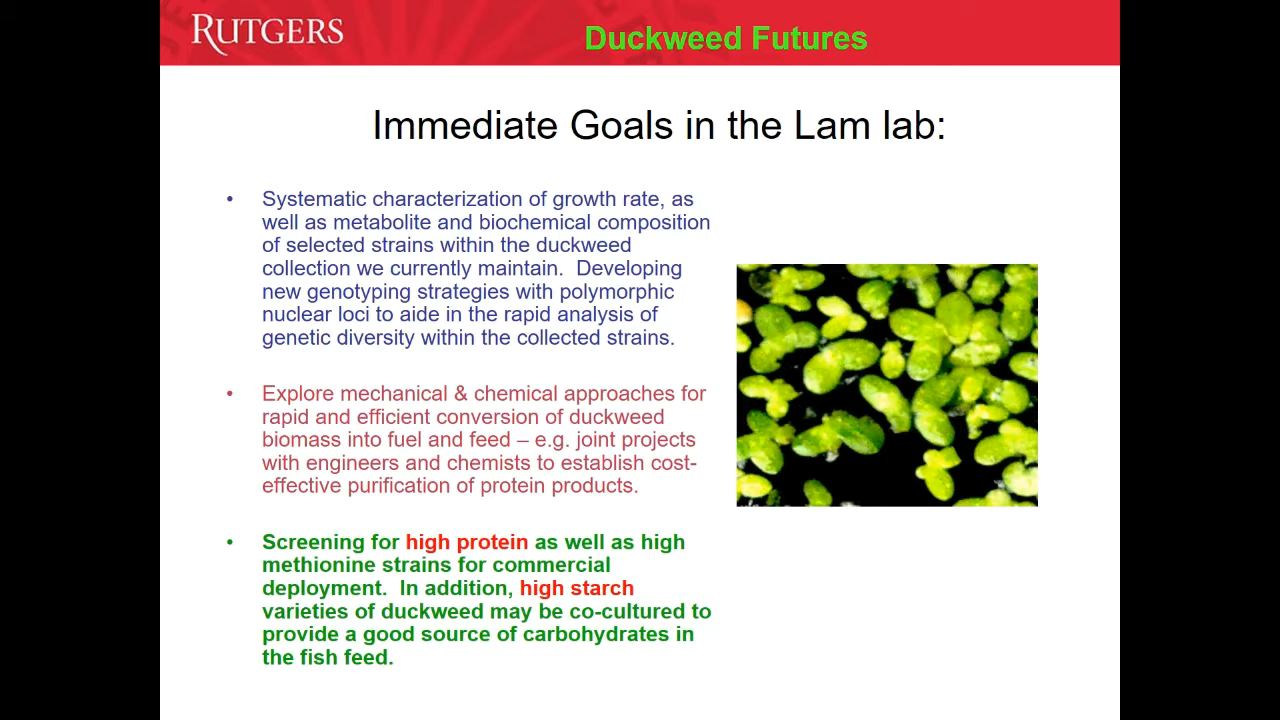 RUTGERS
Duckweed Futures
Immediate Goals in the Lam lab:
• Systematic characterization of growth rate, as
well as metabolite and biochemical composition
of selected strains within the duckweed
collection we currently maintain. Developing
new genotyping strategies with polymorphic
nuclear loci to aide in the rapid analysis of
genetic diversity within the collected strains.
• Explore mechanical & chemical approaches for
rapid and efficient conversion of duckweed
biomass into fuel and feed – e.g. joint projects
with engineers and chemists to establish cost-
effective purification of protein products.
• Screening for high protein as well as high
methionine strains for commercial
deployment. In addition, high starch
varieties of duckweed may be co-cultured to
provide a good source of carbohydrates in
the fish feed.